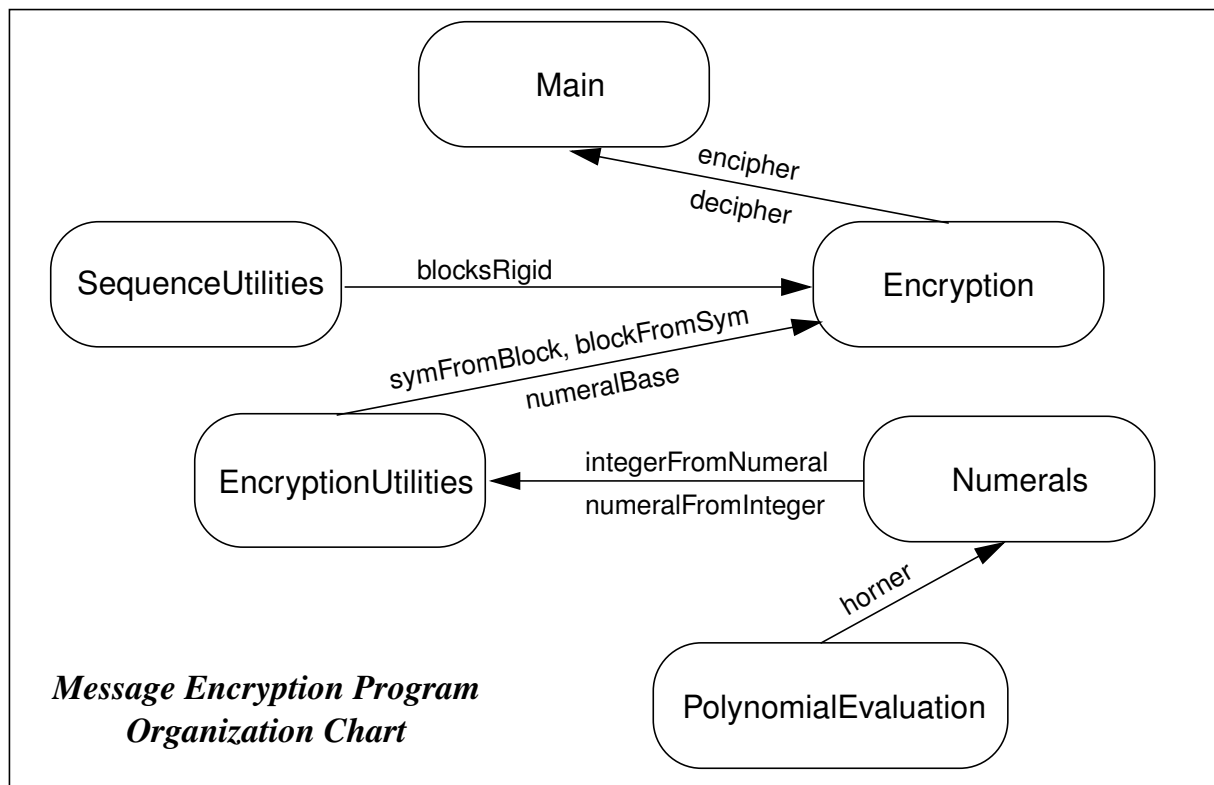 Main
encipher
decipher
SequenceUtilities
blocksRigid
Encryption
symFromBlock, blockFromSym
numeralBase
EncryptionUtilities
integerFromNumeral
numeralFromInteger
Numerals
horner
PolynomialEvaluation
Message Encryption Program
Organization Chart